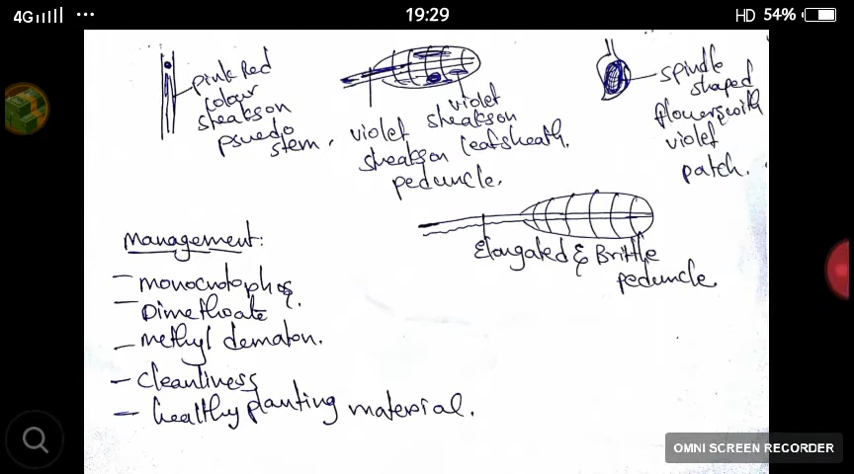 4G
19:29
HD 54%
pink Red
colour
streaks on
psuedo
stem.
violet
streaks on
peduncle.
violet
streaks on
leaf sheath.
spindle
shaped
flowers with
violet
patch.
Elongated & Brittle
peduncle
Management:
- monocrotophos
- Dimethoate
- methyl dematon.
- cleanliness
- healthy planting material.
OMNI SCREEN RECORDER